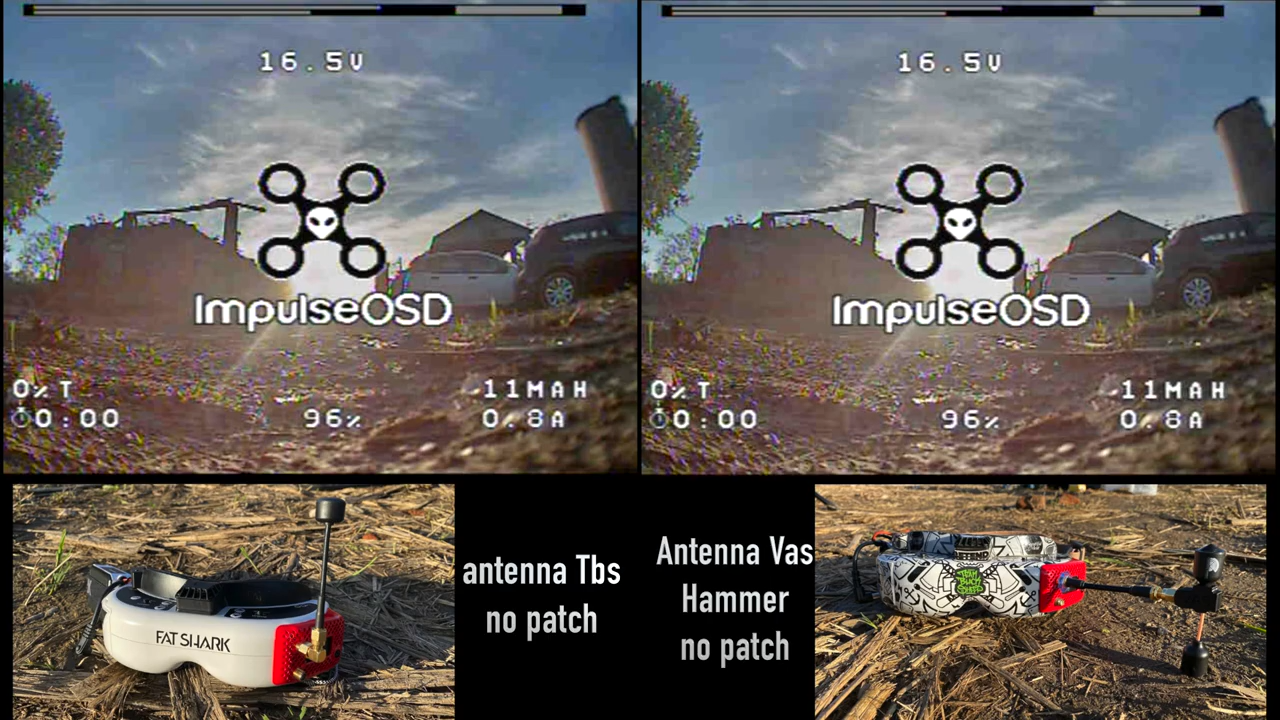 16.5V
ImpulseOSD
0% T
-11MAH
0:00
96%
0.8A
16.5V
ImpulseOSD
0% T
-11MAH
0:00
96%
0.8A
FAT SHARK
antenna Tbs
no patch
Antenna Vas
Hammer
no patch